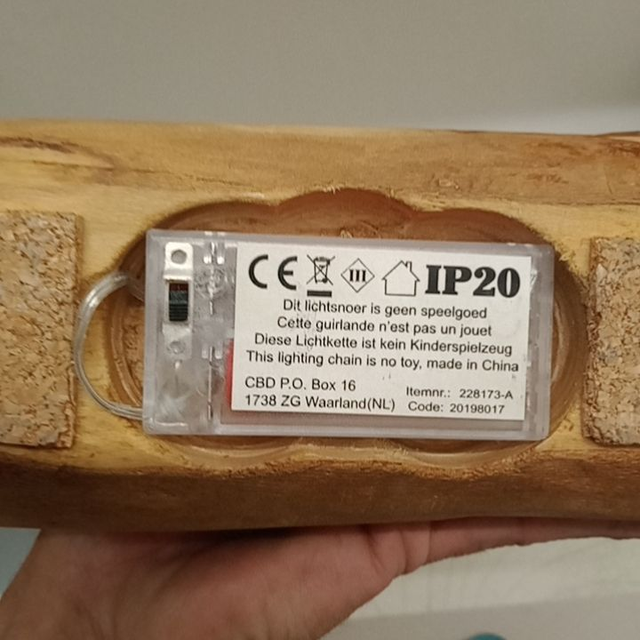 CE III IP20
Dit lichtsnoer is geen speelgoed
Cette guirlande n'est pas un jouet
Diese Lichtkette ist kein Kinderspielzeug
This lighting chain is no toy, made in China
CBD P.O. Box 16
1738 ZG Waarland(NL)
Itemnr.: 228173-A
Code: 20198017